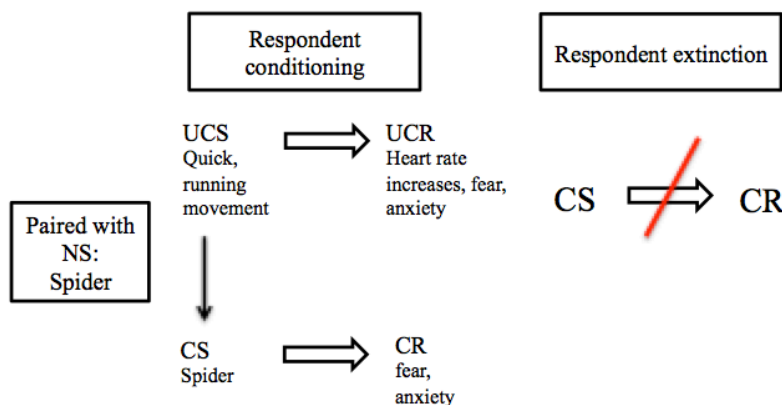 Respondent
conditioning
Respondent extinction
UCS
Quick,
running
movement
UCR
Heart rate
increases, fear,
anxiety
CS
CR
Paired with
NS:
Spider
CS
Spider
CR
fear,
anxiety